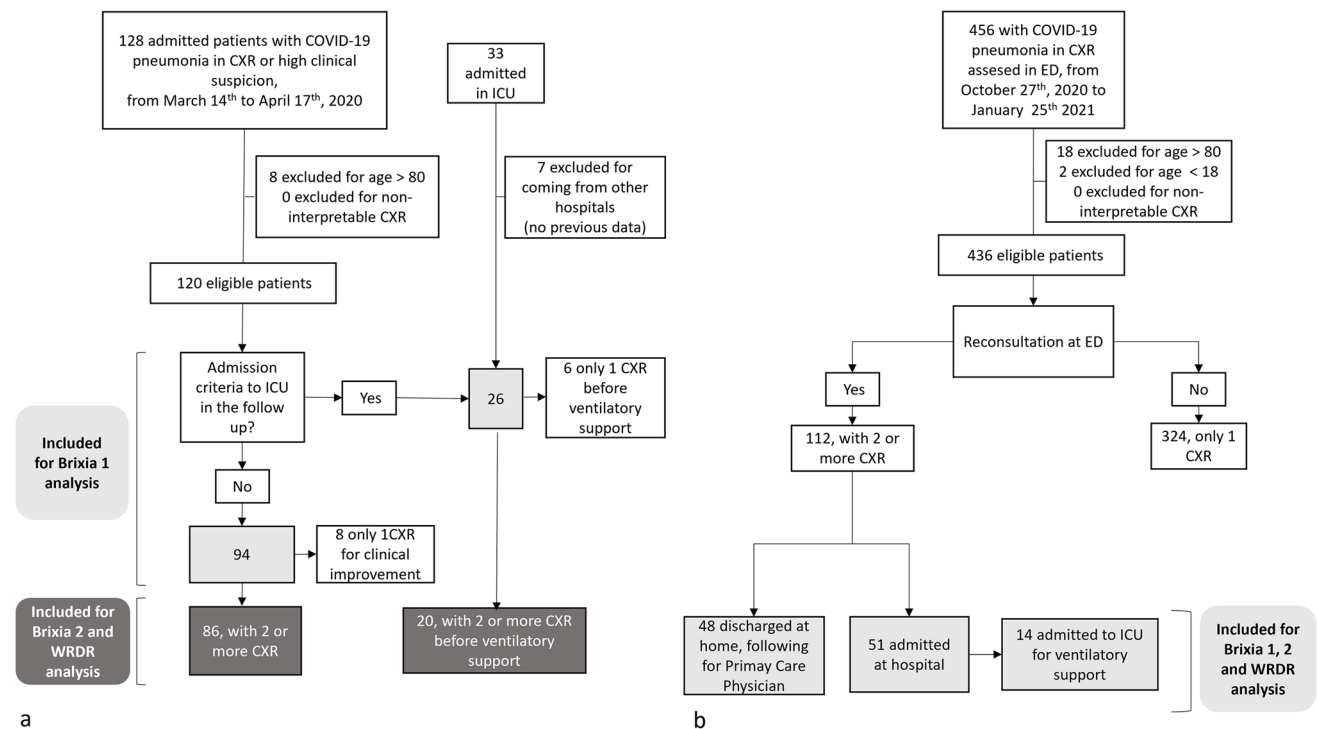 128 admitted patients with COVID-19
pneumonia in CXR or high clinical
suspicion,
from March 14th to April 17th, 2020
33
admitted
in ICU
8 excluded for age > 80
0 excluded for non-
interpretable CXR
7 excluded for
coming from other
hospitals
(no previous data)
120 eligible patients
Admission
criteria to ICU
in the follow
up?
Yes
26
6 only 1 CXR
before
ventilatory
support
Included
for Brixia 1
analysis
No
94
8 only 1CXR
for clinical
improvement
Included for
Brixia 2 and
WRDR
analysis
86, with 2 or
more CXR
20, with 2 or more CXR
before ventilatory
support
a
456 with COVID-19
pneumonia in CXR
assesed in ED, from
October 27th, 2020 to
January 25th 2021
18 excluded for age > 80
2 excluded for age < 18
0 excluded for non-
interpretable CXR
436 eligible patients
Reconsultation at ED
Yes
No
112, with 2 or
more CXR
324, only 1
CXR
48 discharged at
home, following
for Primay Care
Physician
51 admitted
at hospital
14 admitted to ICU
for ventilatory
support
Included for
Brixia 1, 2
and WRDR
analysis
b